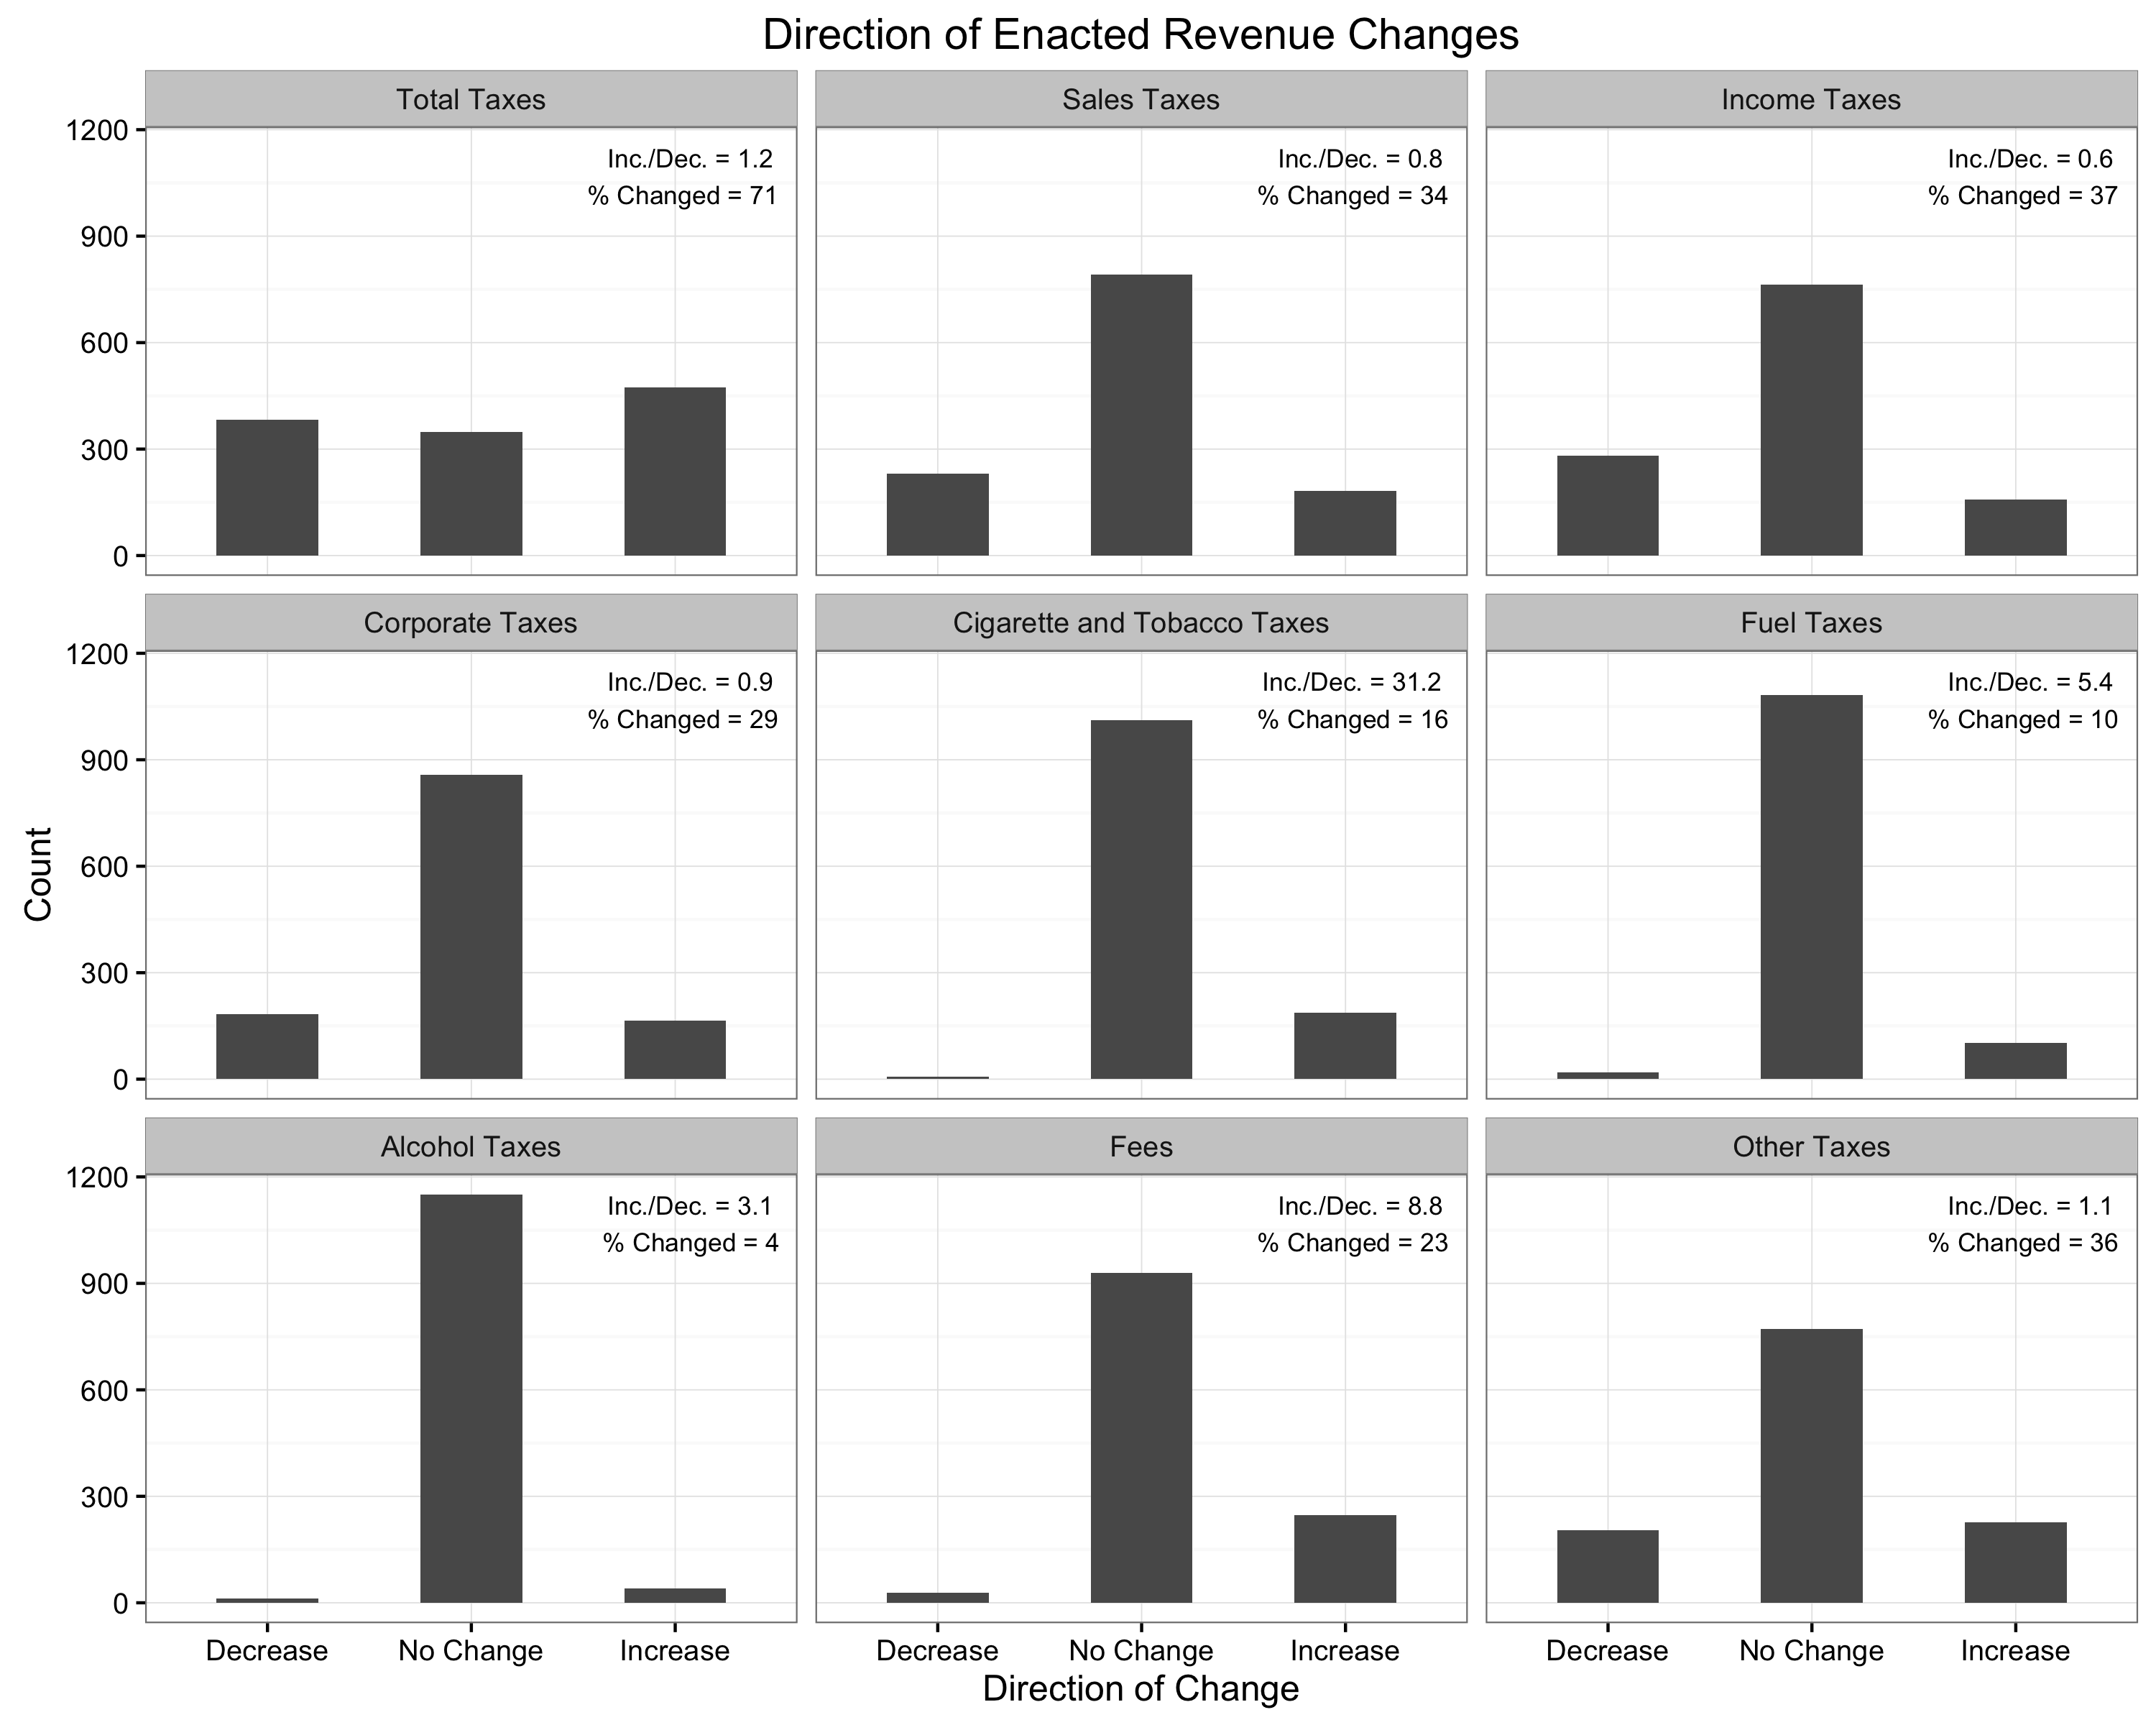 Direction of Enacted Revenue Changes
Total Taxes
Sales Taxes
Income Taxes
1200
900
600
300
0
Inc./Dec. = 1.2
% Changed = 71
Inc./Dec. = 0.8
% Changed = 34
Inc./Dec. = 0.6
% Changed = 37
Corporate Taxes
Cigarette and Tobacco Taxes
Fuel Taxes
1200
900
600
300
0
Inc./Dec. = 0.9
% Changed = 29
Inc./Dec. = 31.2
% Changed = 16
Inc./Dec. = 5.4
% Changed = 10
Count
Alcohol Taxes
Fees
Other Taxes
1200
900
600
300
0
Inc./Dec. = 3.1
% Changed = 4
Inc./Dec. = 8.8
% Changed = 23
Inc./Dec. = 1.1
% Changed = 36
Decrease No Change Increase
Decrease No Change Increase
Decrease No Change Increase
Direction of Change